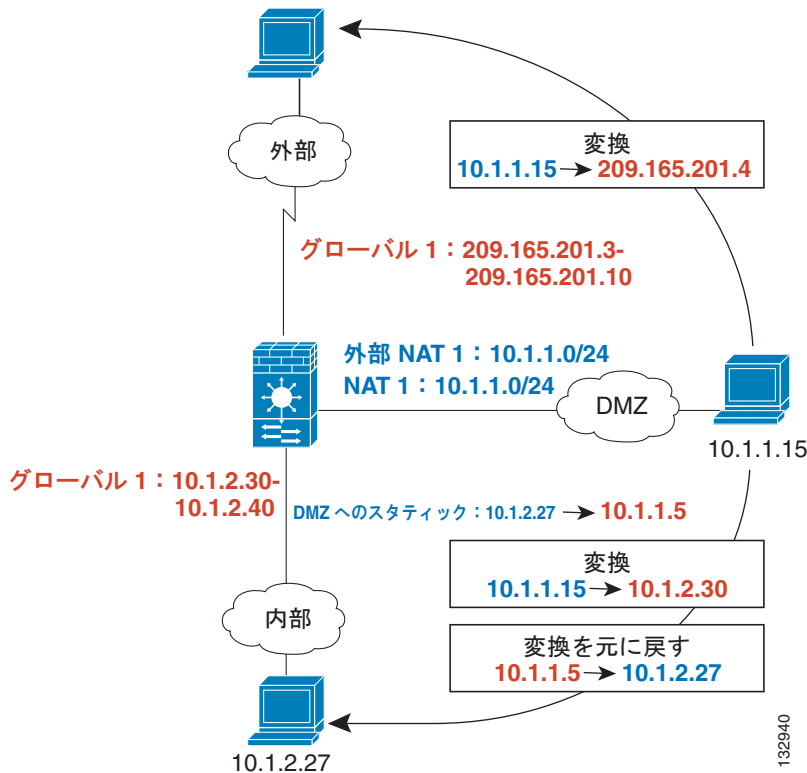 外部
変換
10.1.1.15 → 209.165.201.4
グローバル 1：209.165.201.3-
209.165.201.10
外部 NAT 1：10.1.1.0/24
NAT 1：10.1.1.0/24
DMZ
10.1.1.15
グローバル 1：10.1.2.30-
10.1.2.40
DMZ へのスタティック：10.1.2.27 → 10.1.1.5
変換
10.1.1.15 → 10.1.2.30
内部
変換を元に戻す
10.1.1.5 → 10.1.2.27
10.1.2.27
132940